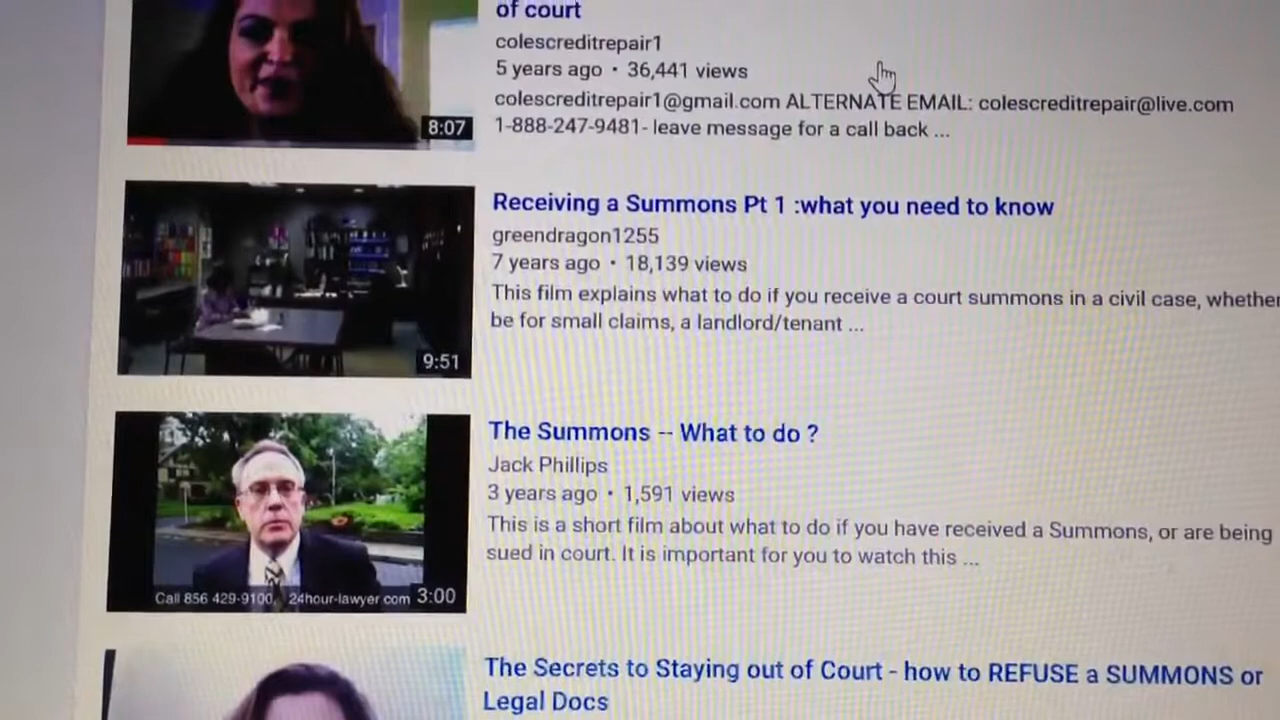 of court
colescreditrepair1
5 years ago • 36,441 views
colescreditrepair1@gmail.com ALTERNATE EMAIL: colescreditrepair@live.com
1-888-247-9481- leave message for a call back ...
8:07
Receiving a Summons Pt 1 :what you need to know
greendragon1255
7 years ago • 18,139 views
This film explains what to do if you receive a court summons in a civil case, whether
be for small claims, a landlord/tenant ...
9:51
The Summons -- What to do ?
Jack Phillips
3 years ago • 1,591 views
This is a short film about what to do if you have received a Summons, or are being
sued in court. It is important for you to watch this ...
Call 856 429-9100, 24hour-lawyer com 3:00
The Secrets to Staying out of Court - how to REFUSE a SUMMONS or
Legal Docs